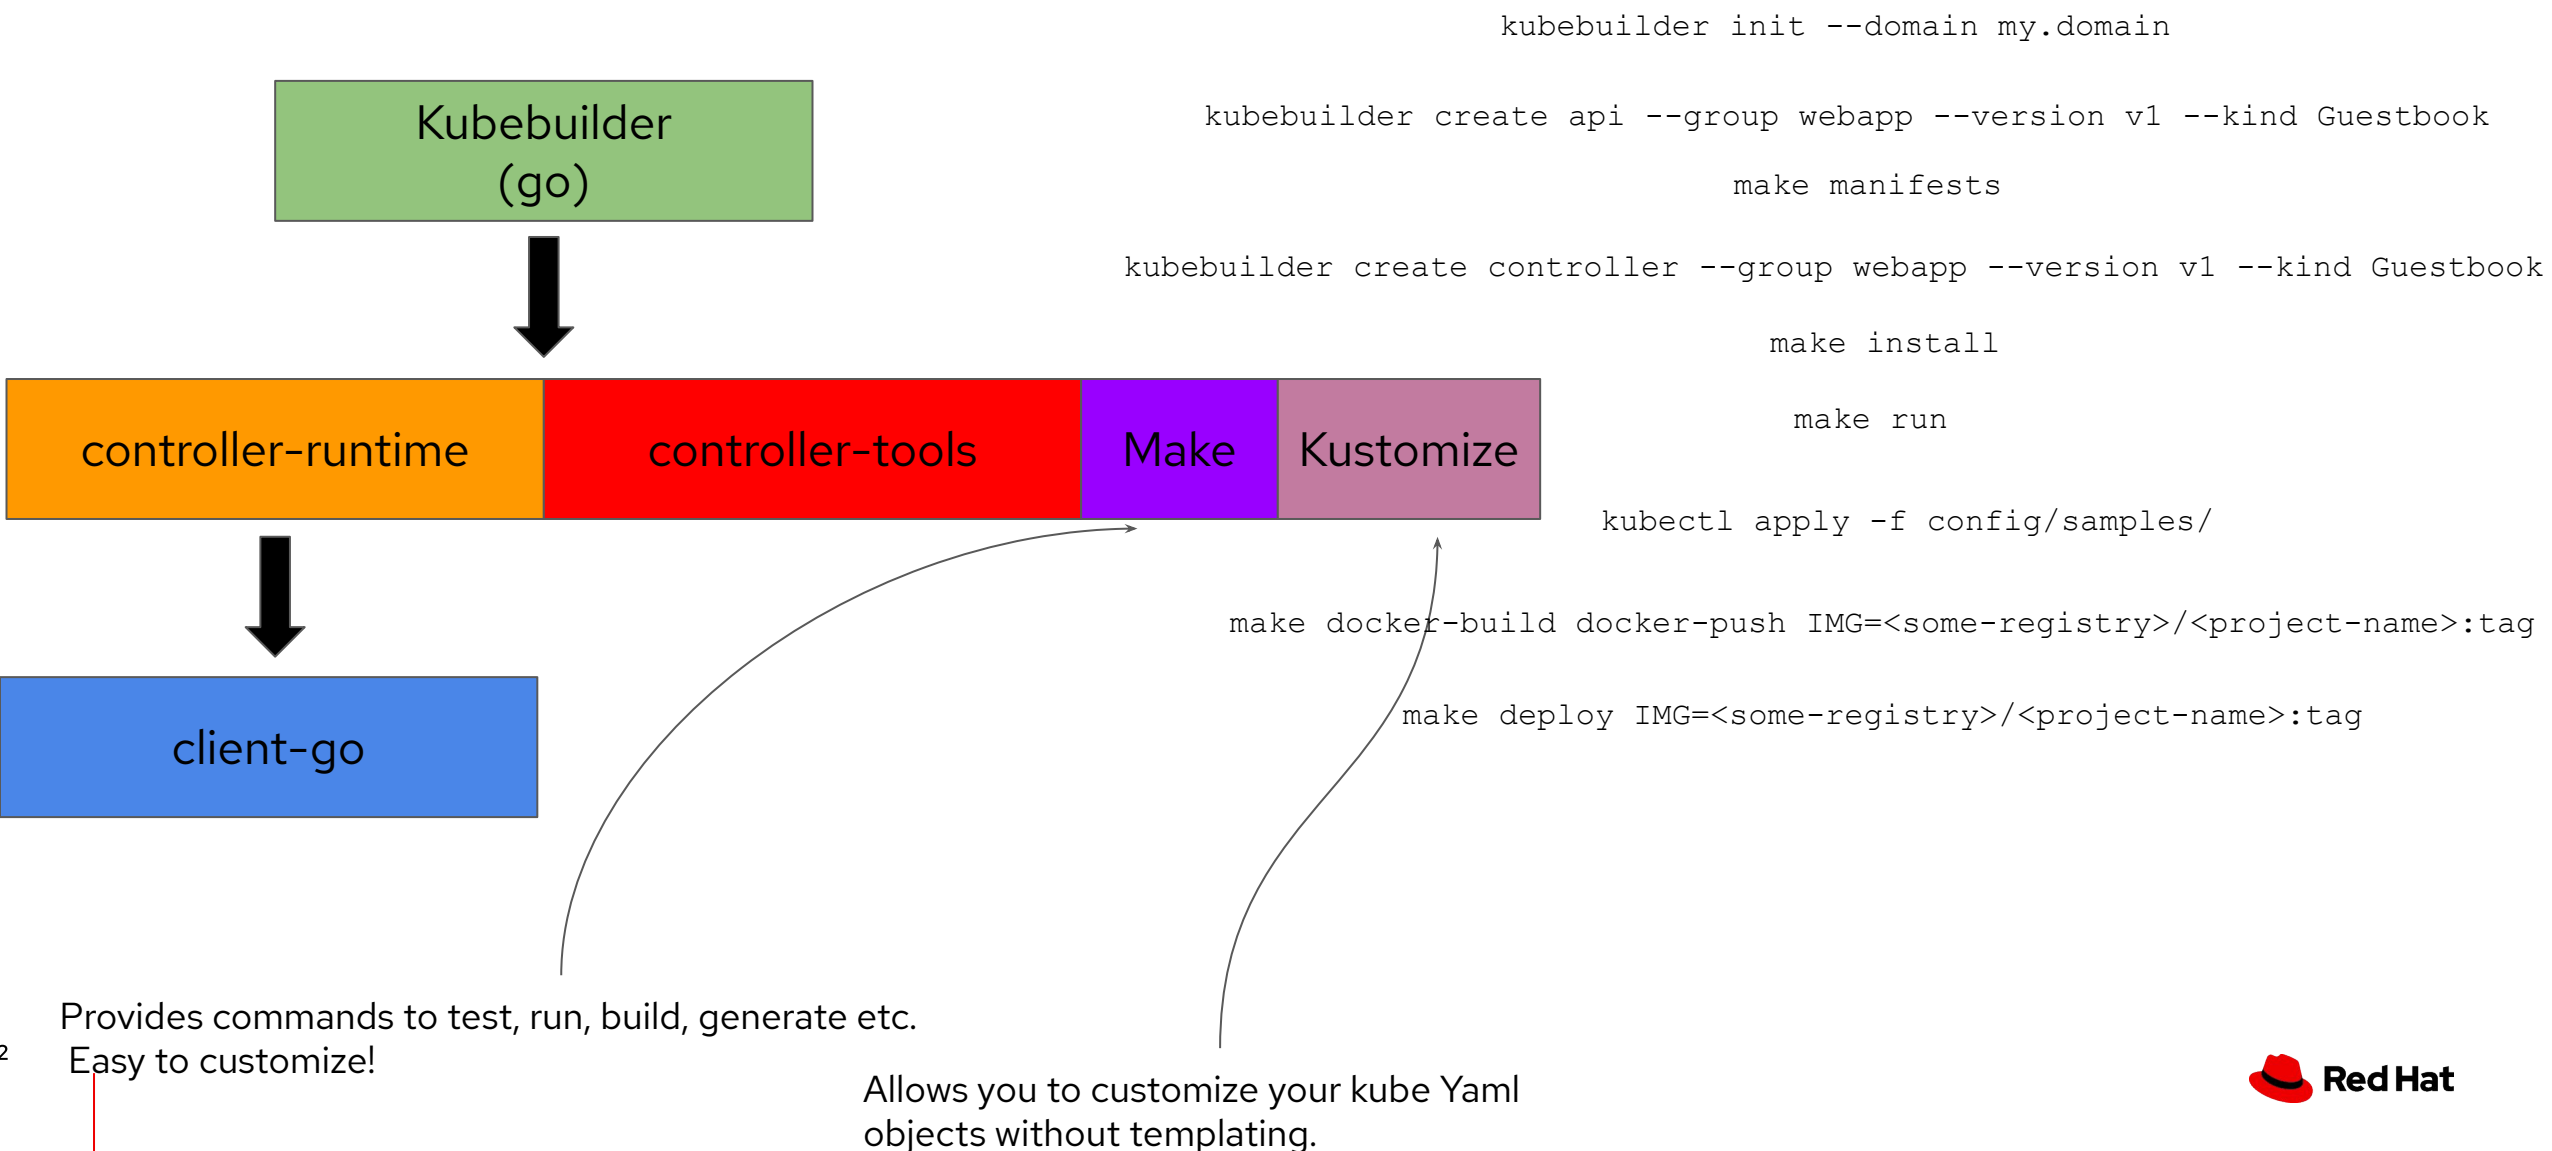 kubebuilder init --domain my.domain
Kubebuilder
(go)
kubebuilder create api --group webapp --version v1 --kind Guestbook
make manifests
kubebuilder create controller --group webapp --version v1 --kind Guestbook
make install
make run
controller-runtime
controller-tools
Make
Kustomize
kubectl apply -f config/samples/
make docker-build docker-push IMG=<some-registry>/<project-name>:tag
make deploy IMG=<some-registry>/<project-name>:tag
client-go
Provides commands to test, run, build, generate etc.
2
Easy to customize!
Allows you to customize your kube Yaml
objects without templating.
Red Hat